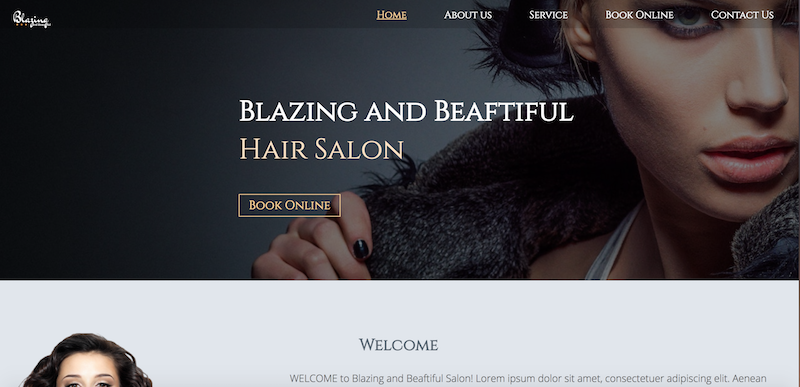 Blazing
Home
About us
Service
Book Online
Contact Us
Blazing and Beaftiful
Hair Salon
Book Online
Welcome
WELCOME to Blazing and Beaftiful Salon! Lorem ipsum dolor sit amet, consectetuer adipiscing elit. Aenean